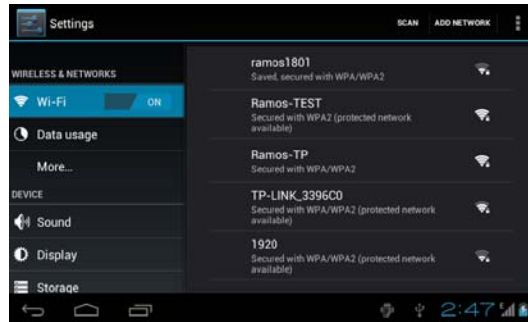 Settings
SCAN
ADD NETWORK
WIRELESS & NETWORKS
Wi-Fi
ON
Data usage
More...
DEVICE
Sound
Display
Storage
ramos1801
Saved, secured with WPA/WPA2
Ramos-TEST
Secured with WPA2 (protected network
available)
Ramos-TP
Secured with WPA/WPA2
TP-LINK_3396C0
Secured with WPA/WPA2 (protected network
available)
1920
Secured with WPA/WPA2 (protected network
available)
2:47